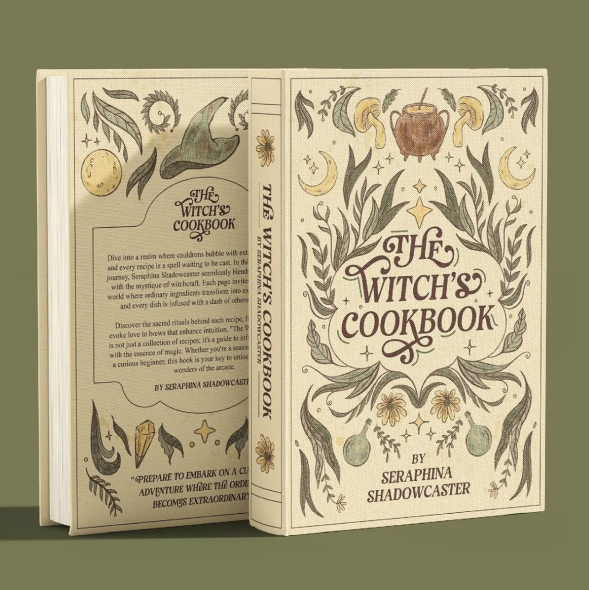 THE
WITCH'S
COOKBOOK
Dive into a realm where cauldrons bubble with
and every recipe is a spell waiting to be cast. In
journey, Seraphina Shadowcaster seamlessly
with the mystique of witchcraft. Each page
world where ordinary ingredients transform into
and every dish is infused with a dash of
Discover the sacred rituals behind each recipe,
evoke love to brews that enhance intuition. "The
is not just a collection of recipes; it's a guide to
with the essence of magic. Whether you're a
a curious beginner, this book is your key to
wonders of the arcane.
BY SERAPHINA
"PREPARE TO EMBARK ON A
ADVENTURE WHERE THE
BECOMES
THE WITCH'S COOKBOOK
BY SERAPHINA SHADOWCASTER
THE
WITCH'S
COOKBOOK
BY
SERAPHINA
SHADOWCASTER